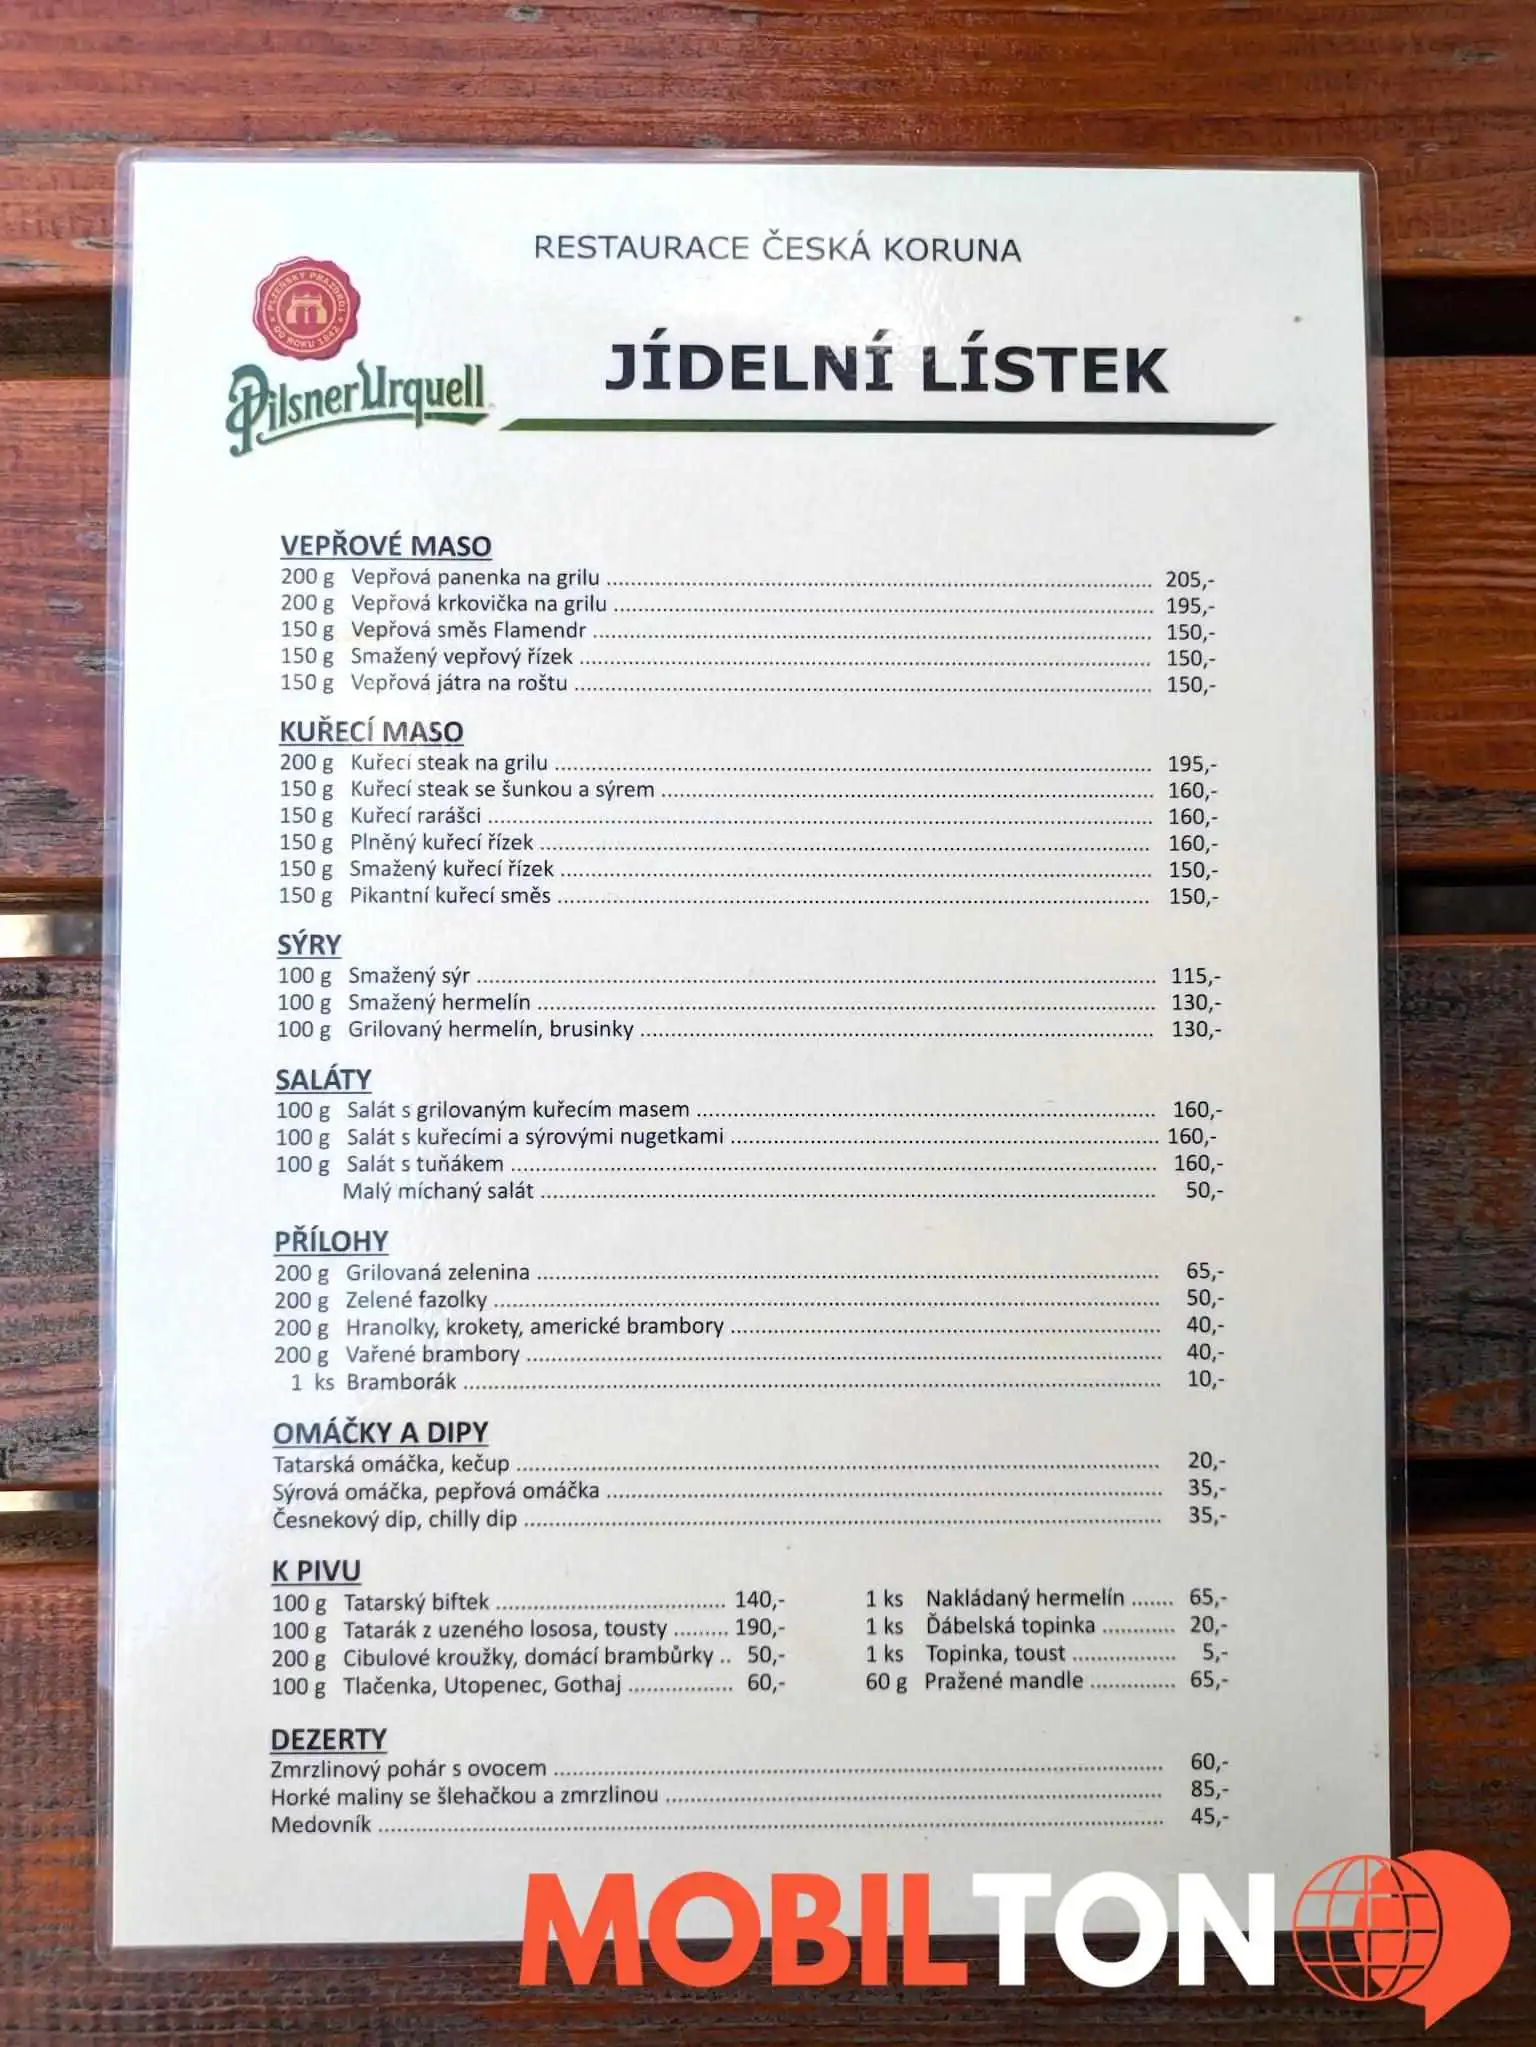 RESTAURACE ČESKÁ KORUNA
PLZEŇSKÝ PRAZDROJ
OD ROKU 1842
Pilsner Urquell
JÍDELNÍ LÍSTEK
VEPŘOVÉ MASO
200 g Vepřová panenka na grilu 205,-
200 g Vepřová krkovička na grilu 195,-
150 g Vepřová směs Flamendr 150,-
150 g Smažený vepřový řízek 150,-
150 g Vepřová játra na roštu 150,-
KUŘECÍ MASO
200 g Kuřecí steak na grilu 195,-
150 g Kuřecí steak se šunkou a sýrem 160,-
150 g Kuřecí rarášci 160,-
150 g Plněný kuřecí řízek 160,-
150 g Smažený kuřecí řízek 150,-
150 g Pikantní kuřecí směs 150,-
SÝRY
100 g Smažený sýr 115,-
100 g Smažený hermelín 130,-
100 g Grilovaný hermelín, brusinky 130,-
SALÁTY
100 g Salát s grilovaným kuřecím masem 160,-
100 g Salát s kuřecími a sýrovými nugetkami 160,-
100 g Salát s tuňákem 160,-
Malý míchaný salát 50,-
PŘÍLOHY
200 g Grilovaná zelenina 65,-
200 g Zelené fazolky 50,-
200 g Hranolky, krokety, americké brambory 40,-
200 g Vařené brambory 40,-
1 ks Bramborák 10,-
OMÁČKY A DIPY
Tatarská omáčka, kečup 20,-
Sýrová omáčka, pepřová omáčka 35,-
Česnekový dip, chilly dip 35,-
K PIVU
100 g Tatarský biftek 140,-
100 g Tatarák z uzeného lososa, tousty 190,-
200 g Cibulové kroužky, domácí brambůrky 50,-
100 g Tlačenka, Utopenec, Gothaj 60,-
1 ks Nakládaný hermelín 65,-
1 ks Ďábelská topinka 20,-
1 ks Topinka, toust 5,-
60 g Pražené mandle 65,-
DEZERTY
Zmrzlinový pohár s ovocem 60,-
Horké maliny se šlehačkou a zmrzlinou 85,-
Medovník 45,-
MOBILTON